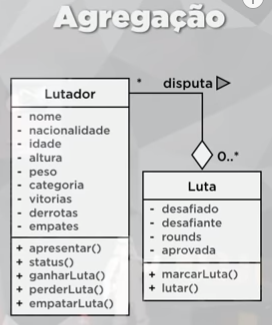 Agregação
* disputa
Lutador
- nome
- nacionalidade
- idade
- altura
- peso
- categoria
- vitorias
- derrotas
- empates
+ apresentar()
+ status()
+ ganharLuta()
+ perderLuta()
+ empatarLuta()
0..*
Luta
- desafiado
- desafiante
- rounds
- aprovada
+ marcarLuta()
+ lutar()